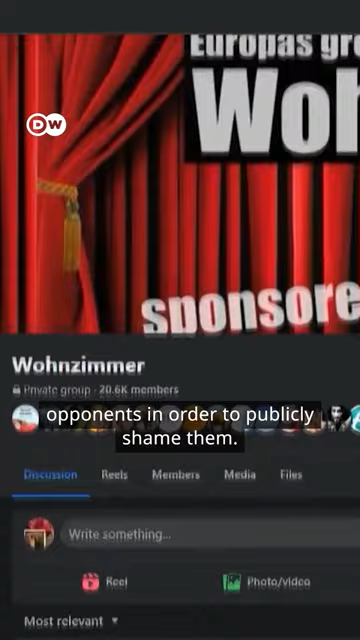 Europas gr
DW
Woh
sponsore
Wohnzimmer
Private group · 20.6K members
opponents in order to publicly
shame them.
Discussion Reels Members Media Files
Write something...
Reel Photo/video
Most relevant